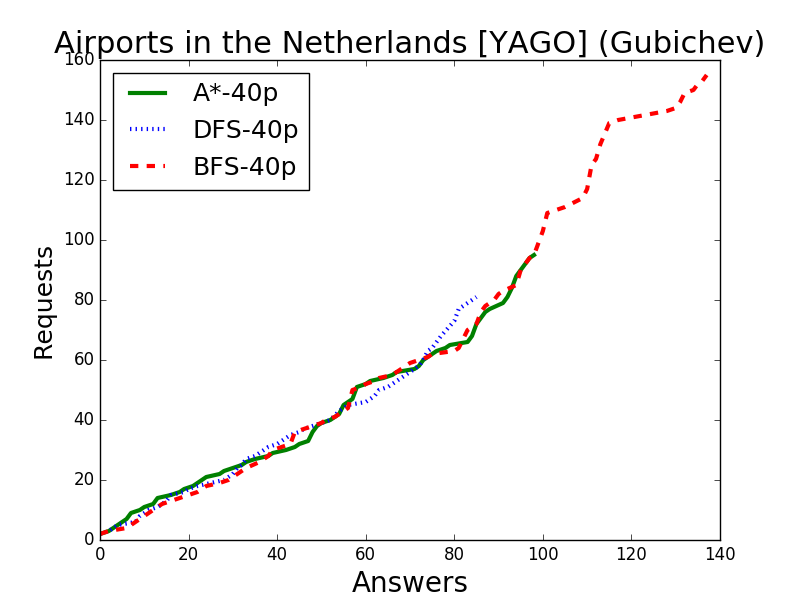 Airports in the Netherlands [YAGO] (Gubichev)
A*-40p
DFS-40p
BFS-40p
Requests
160
140
120
100
80
60
40
20
0
0 20 40 60 80 100 120 140
Answers